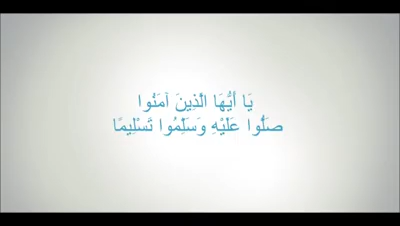 يَا أَيُّهَا الَّذِينَ آمَنُوا
صَلُّوا عَلَيْهِ وَسَلِّمُوا تَسْلِيمًا